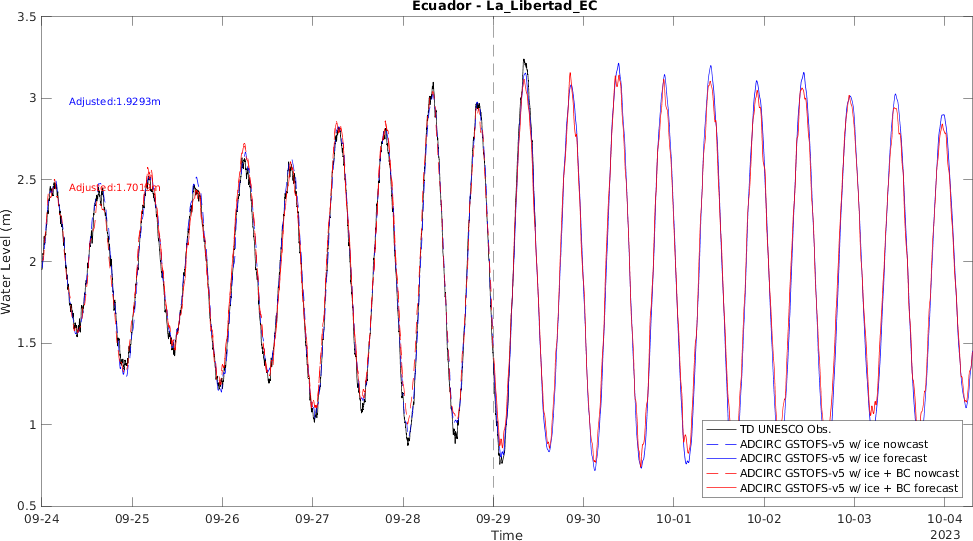 Ecuador - La_Libertad_EC
3.5
3
2.5
2
1.5
1
0.5
Water Level (m)
Adjusted:1.9293m
TD UNESCO Obs.
ADCIRC GSTOFS-v5 w/ ice nowcast
ADCIRC GSTOFS-v5 w/ ice forecast
ADCIRC GSTOFS-v5 w/ ice + BC nowcast
ADCIRC GSTOFS-v5 w/ ice + BC forecast
09-24 09-25 09-26 09-27 09-28 09-29 09-30 10-01 10-02 10-03 10-04
Time
2023